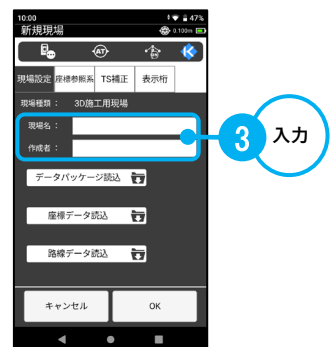 10:00 47%
新規現場 0.100m
AT
現場設定 座標参照系 TS補正 表示桁
現場種類 : 3D施工用現場
現場名 :
作成者 :
3 入力
データパッケージ読込
座標データ読込
路線データ読込
キャンセル OK